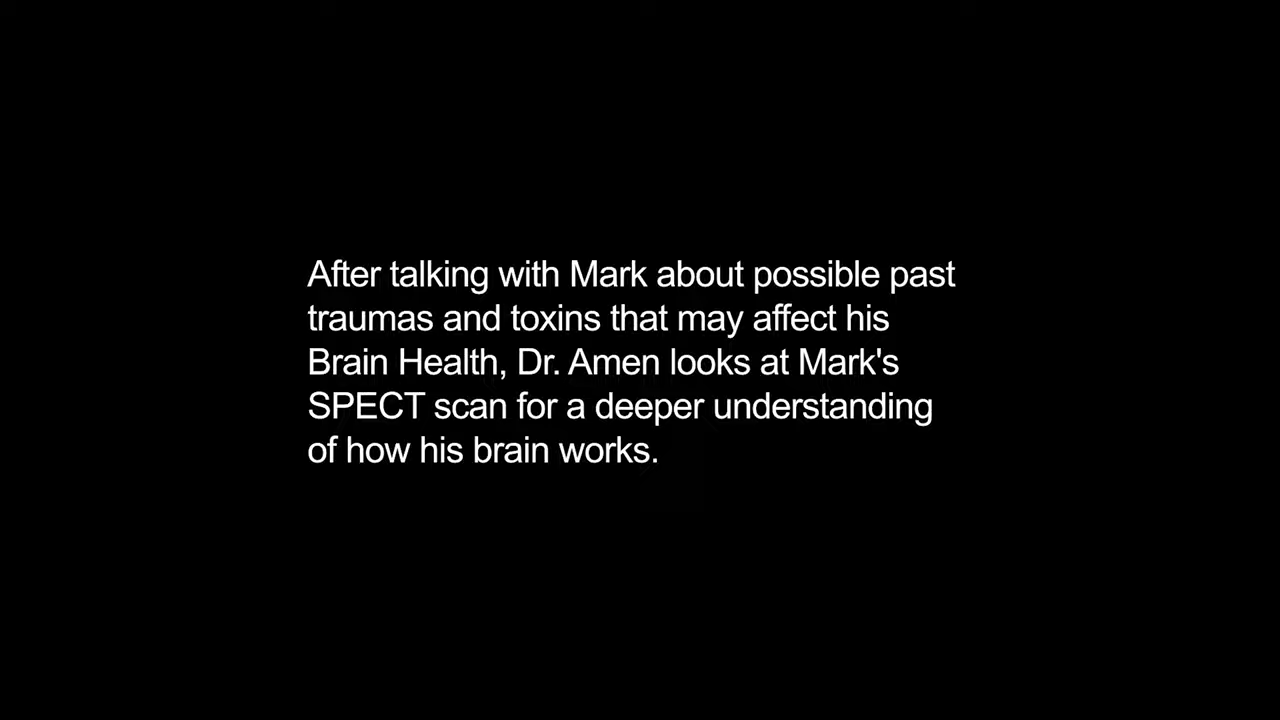 After talking with Mark about possible past
traumas and toxins that may affect his
Brain Health, Dr. Amen looks at Mark's
SPECT scan for a deeper understanding
of how his brain works.